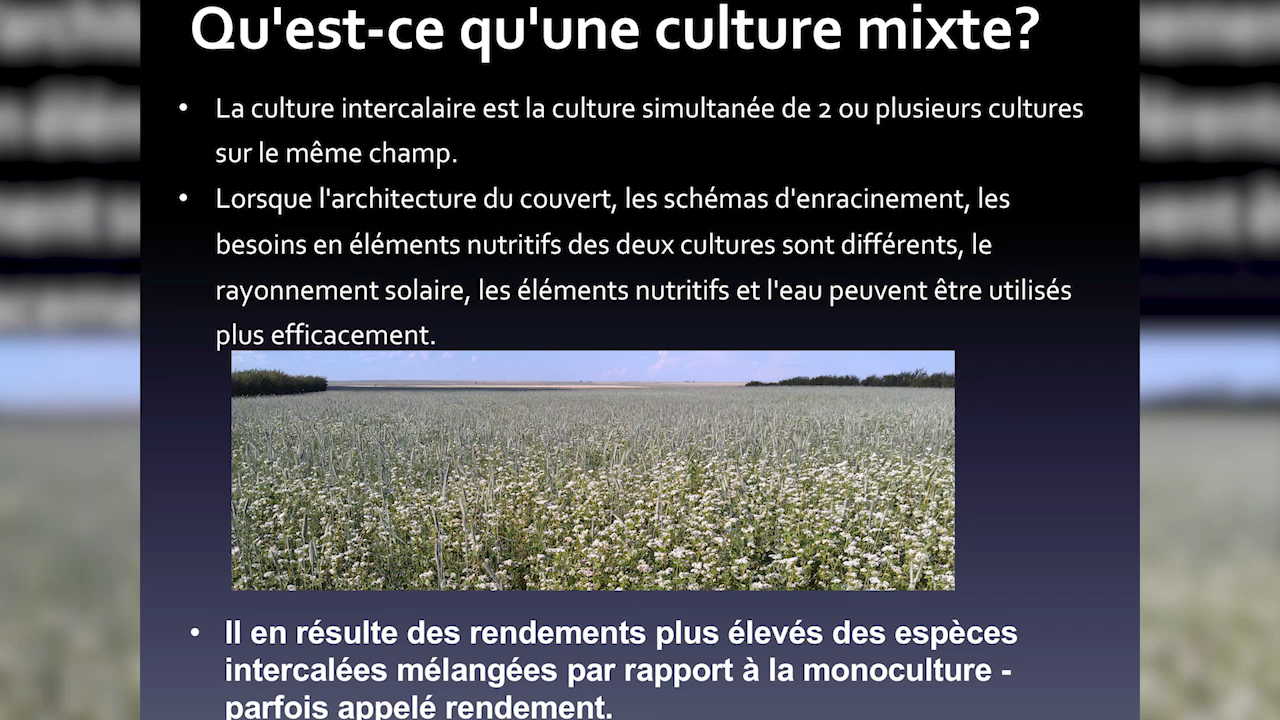 Qu'est-ce qu'une culture mixte?
• La culture intercalaire est la culture simultanée de 2 ou plusieurs cultures
sur le même champ.
• Lorsque l'architecture du couvert, les schémas d'enracinement, les
besoins en éléments nutritifs des deux cultures sont différents, le
rayonnement solaire, les éléments nutritifs et l'eau peuvent être utilisés
plus efficacement.
• Il en résulte des rendements plus élevés des espèces
intercalées mélangées par rapport à la monoculture -
parfois appelé rendement.